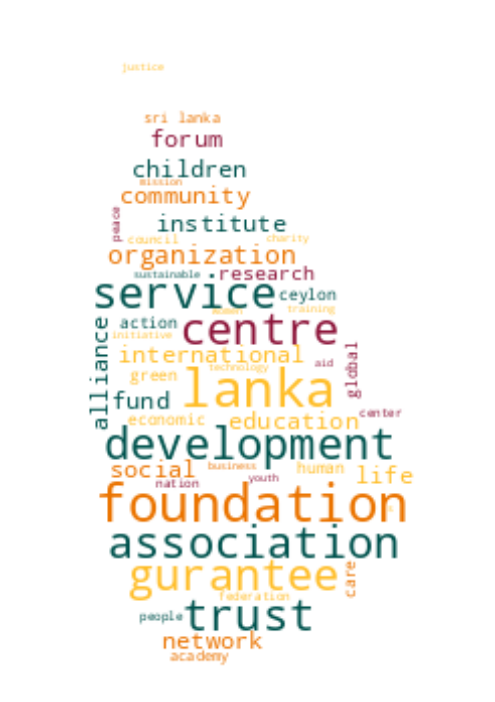 justice
sri lanka
forum
children
mission
community
peace
institute
council charity
organization
sustainable research
service ceylon
women training
action centre
initiative
alliance
international
technology aid
global
green lanka
fund center
economic education
development
social business human life
nation youth
foundation
association
gurantee care
federation
people trust
network
academy